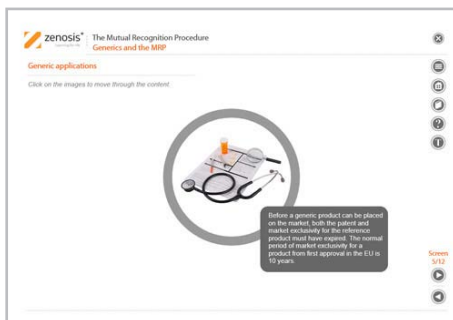 zenosis
The Mutual Recognition Procedure
Generics and the MRP
Generic applications
Click on the images to move through the content.
Before a generic product can be placed
on the market, both the patent and
market exclusivity for the reference
product must have expired. The normal
period of market exclusivity for a
product from first approval in the EU is
10 years.
Screen
5/12